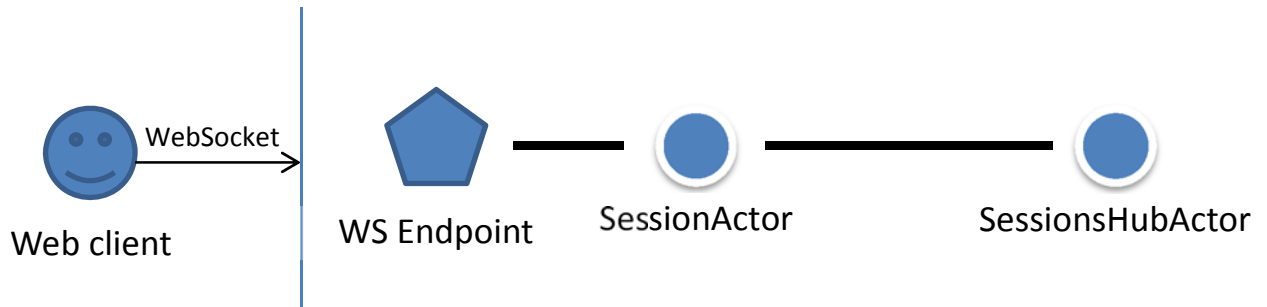 WebSocket
Web client
WS Endpoint
SessionActor
SessionsHubActor